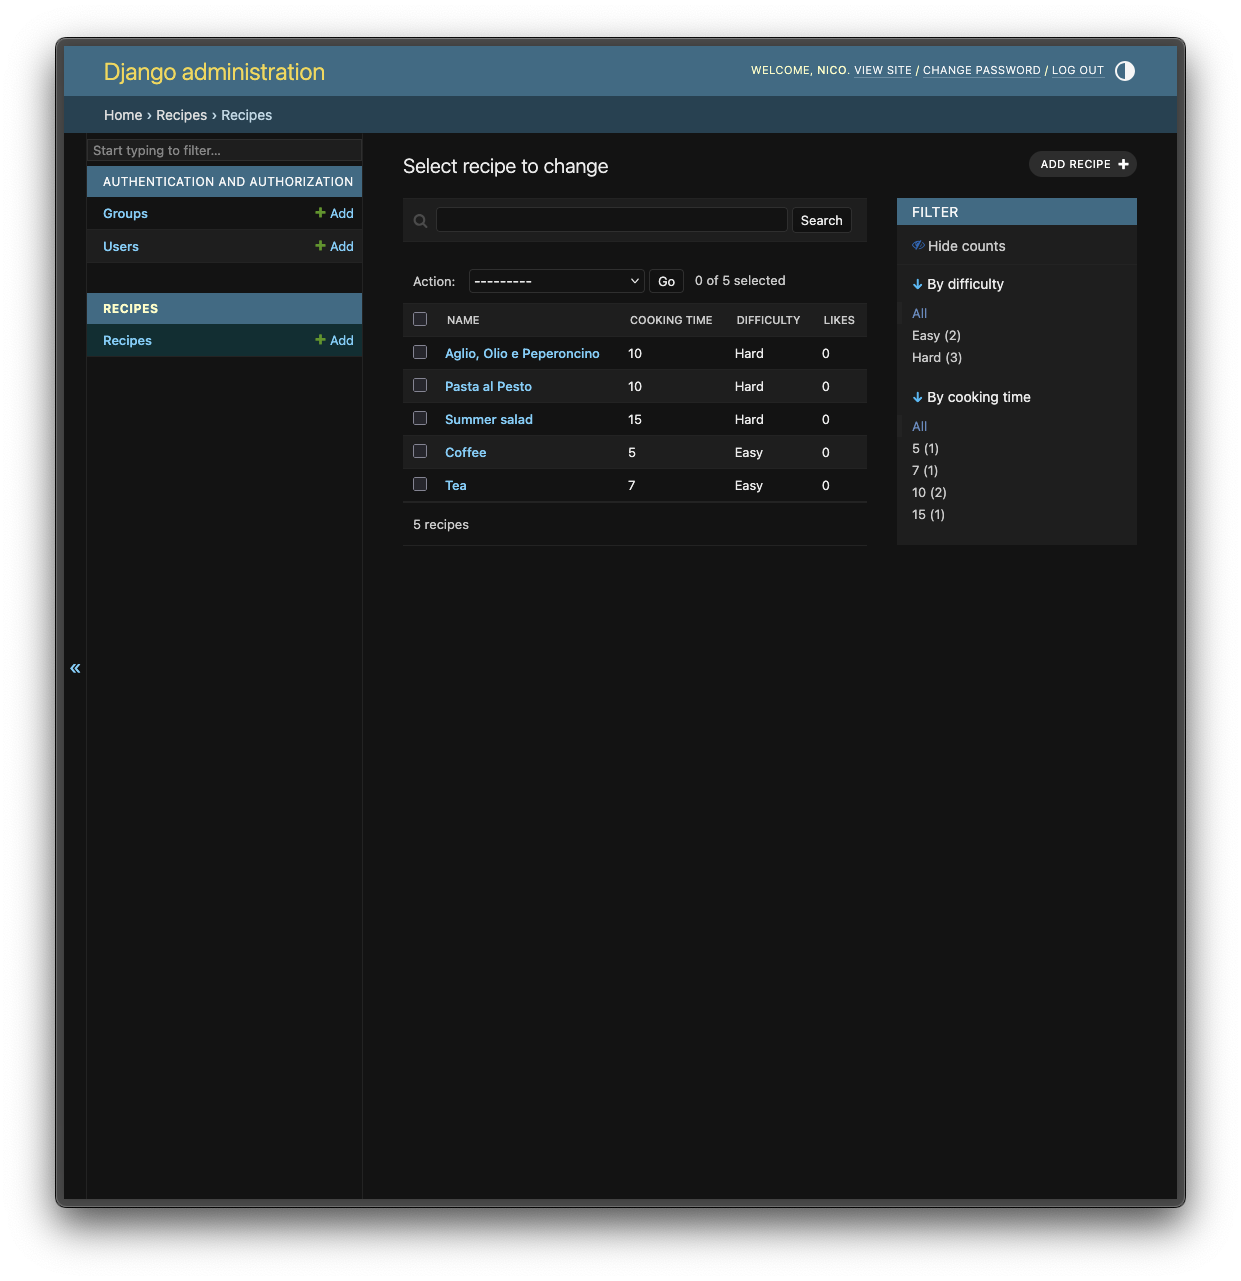 Django administration
WELCOME, NICO. VIEW SITE / CHANGE PASSWORD / LOG OUT
Home › Recipes › Recipes
Start typing to filter...
AUTHENTICATION AND AUTHORIZATION
Groups + Add
Users + Add
RECIPES
Recipes + Add
«
Select recipe to change
ADD RECIPE +
Search
Action: --------- Go 0 of 5 selected
NAME COOKING TIME DIFFICULTY LIKES
Aglio, Olio e Peperoncino 10 Hard 0
Pasta al Pesto 10 Hard 0
Summer salad 15 Hard 0
Coffee 5 Easy 0
Tea 7 Easy 0
5 recipes
FILTER
Hide counts
↓ By difficulty
All
Easy (2)
Hard (3)
↓ By cooking time
All
5 (1)
7 (1)
10 (2)
15 (1)